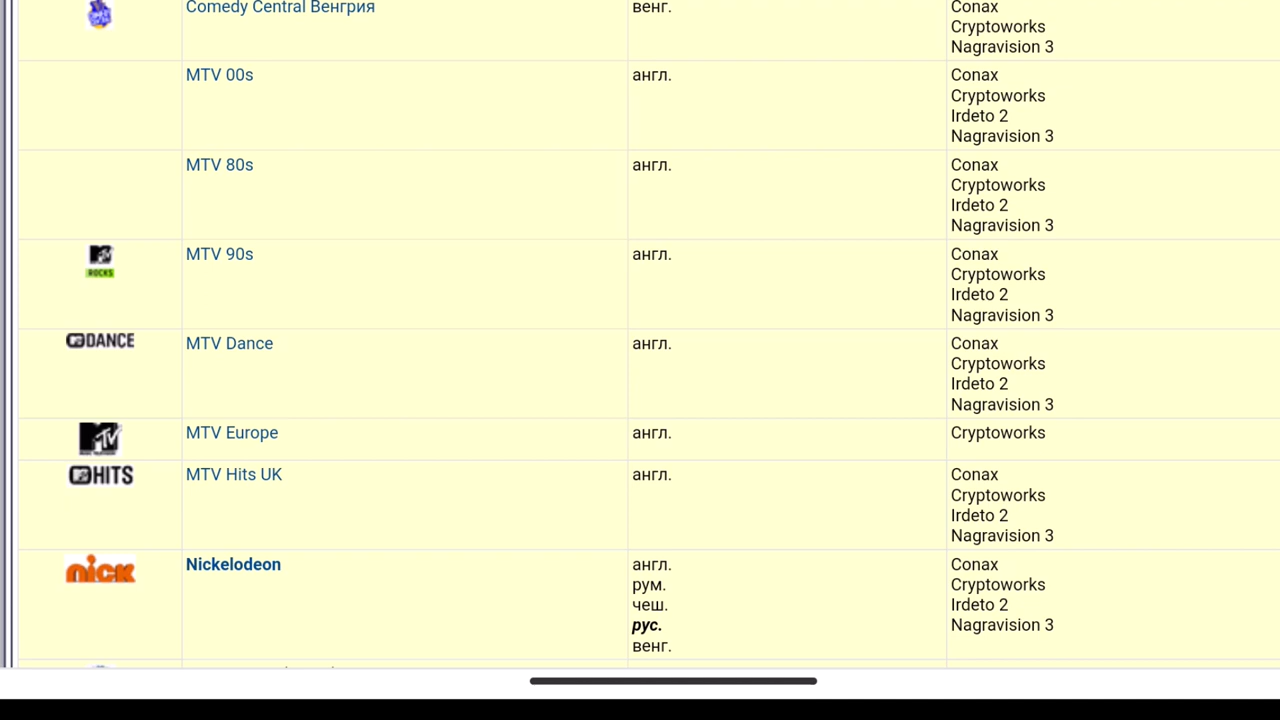 Comedy Central Венгрия
венг.
Conax
Cryptoworks
Nagravision 3
MTV 00s
англ.
Conax
Cryptoworks
Irdeto 2
Nagravision 3
MTV 80s
англ.
Conax
Cryptoworks
Irdeto 2
Nagravision 3
ROCKS
MTV 90s
англ.
Conax
Cryptoworks
Irdeto 2
Nagravision 3
DANCE
MTV Dance
англ.
Conax
Cryptoworks
Irdeto 2
Nagravision 3
MTV
MTV Europe
англ.
Cryptoworks
HITS
MTV Hits UK
англ.
Conax
Cryptoworks
Irdeto 2
Nagravision 3
nick
Nickelodeon
англ.
рум.
чеш.
рус.
венг.
Conax
Cryptoworks
Irdeto 2
Nagravision 3